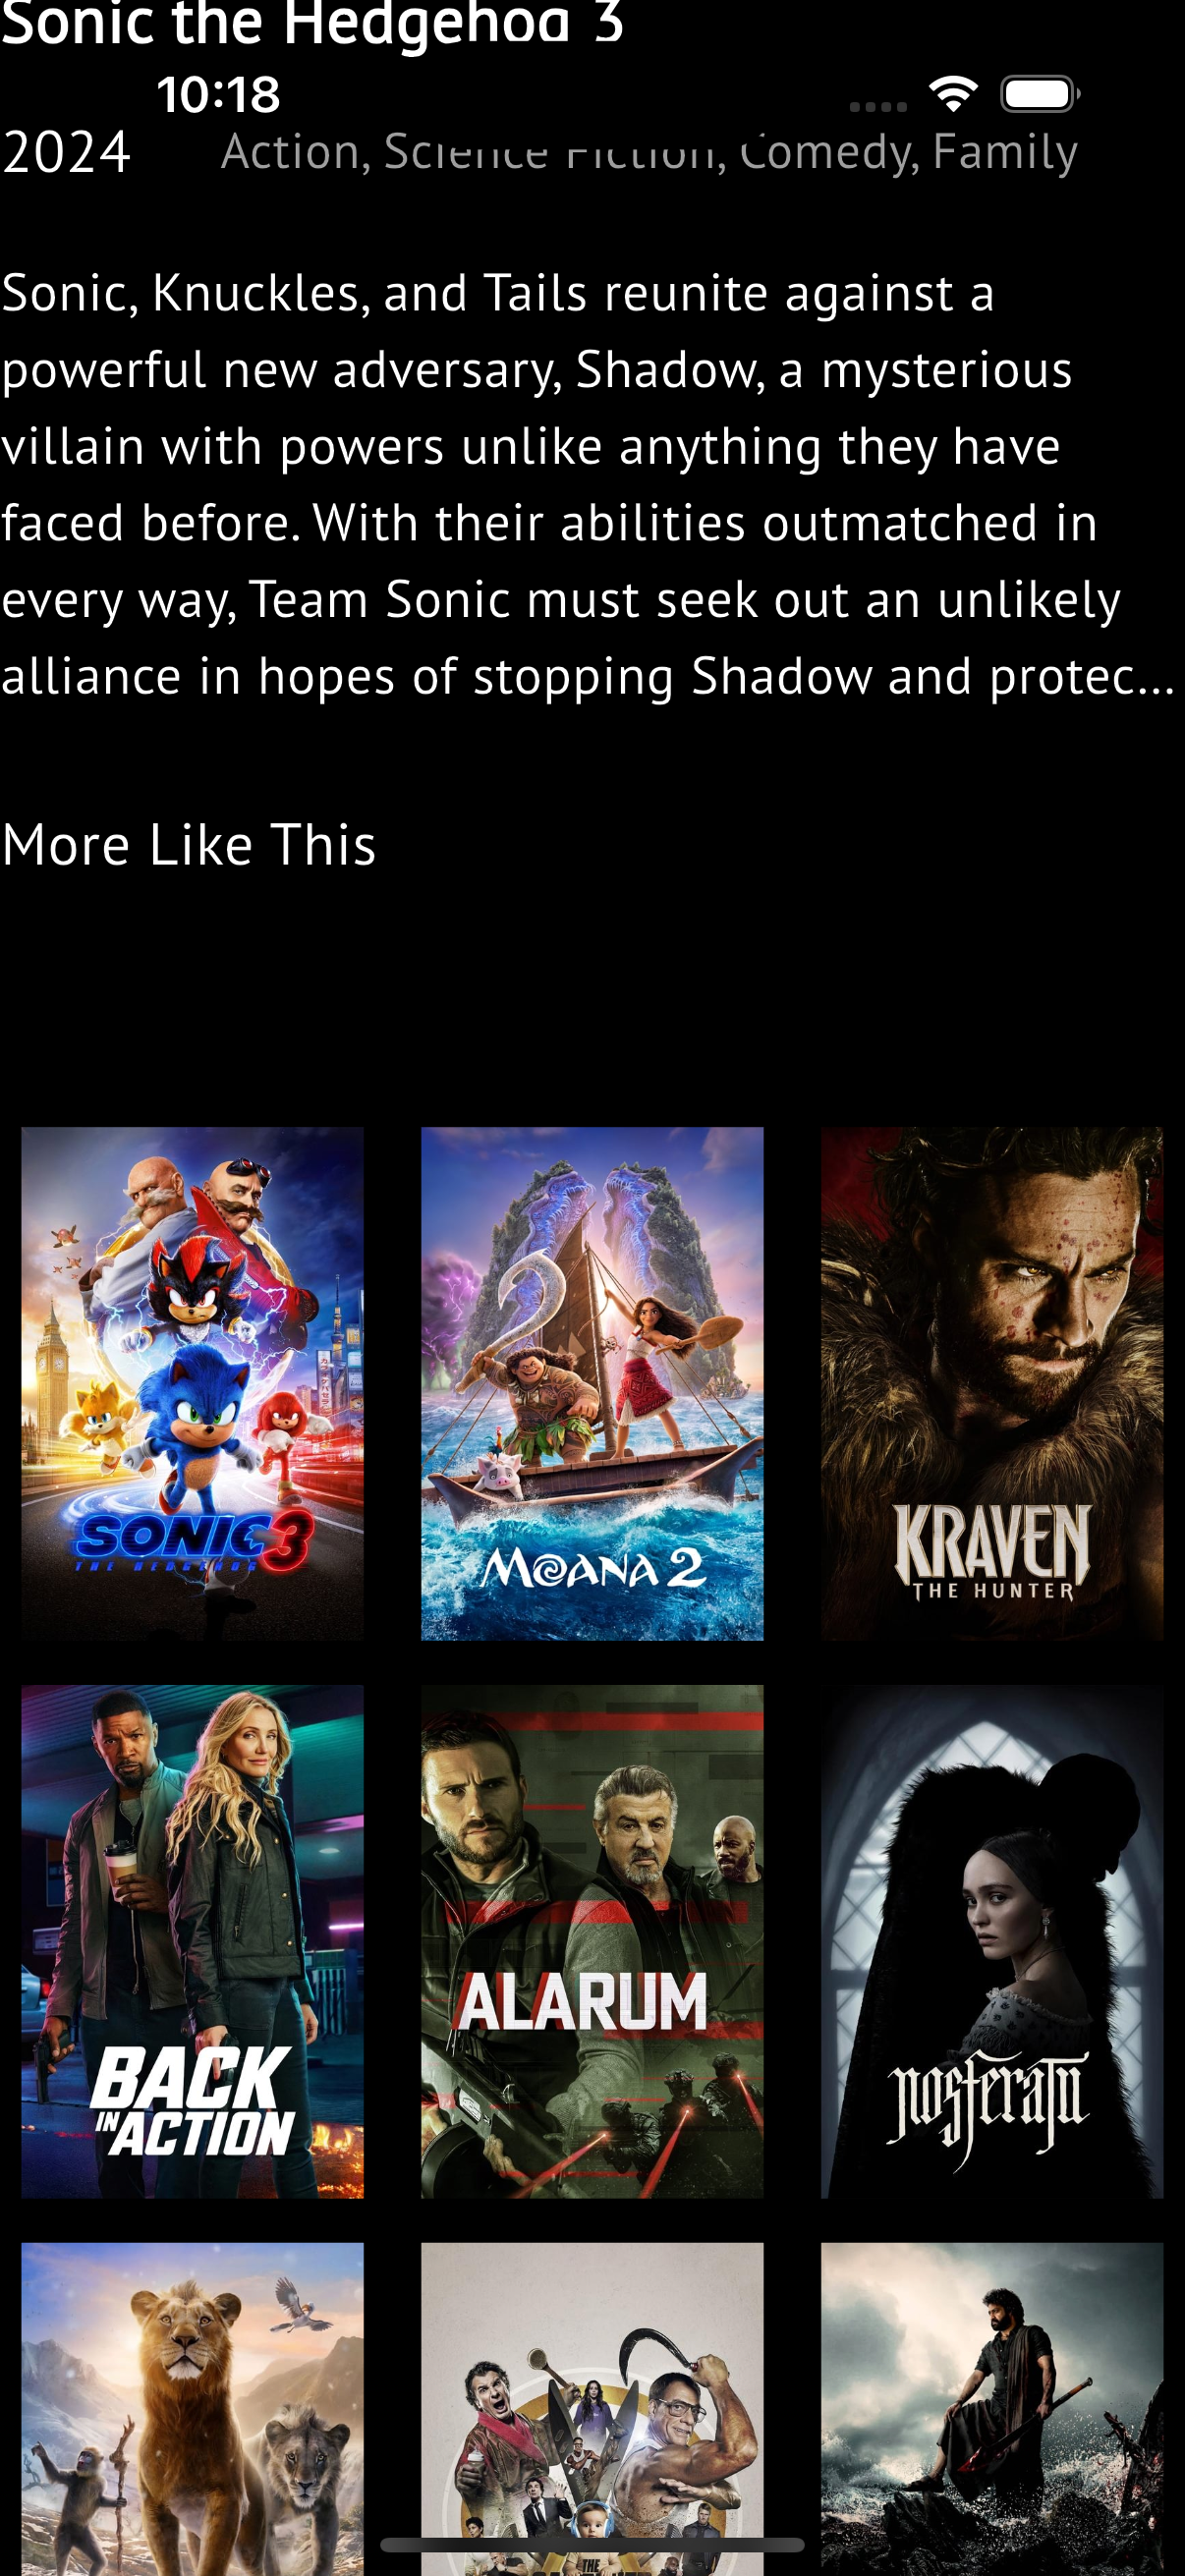 Sonic the Hedgehog 3
10:18
2024 Action, Science Fiction, Comedy, Family
Sonic, Knuckles, and Tails reunite against a
powerful new adversary, Shadow, a mysterious
villain with powers unlike anything they have
faced before. With their abilities outmatched in
every way, Team Sonic must seek out an unlikely
alliance in hopes of stopping Shadow and protec...
More Like This
SONIC 3
THE HEDGEHOG
MOANA 2
KRAVEN
THE HUNTER
BACK
IN ACTION
ALARUM
nosferatu
THE